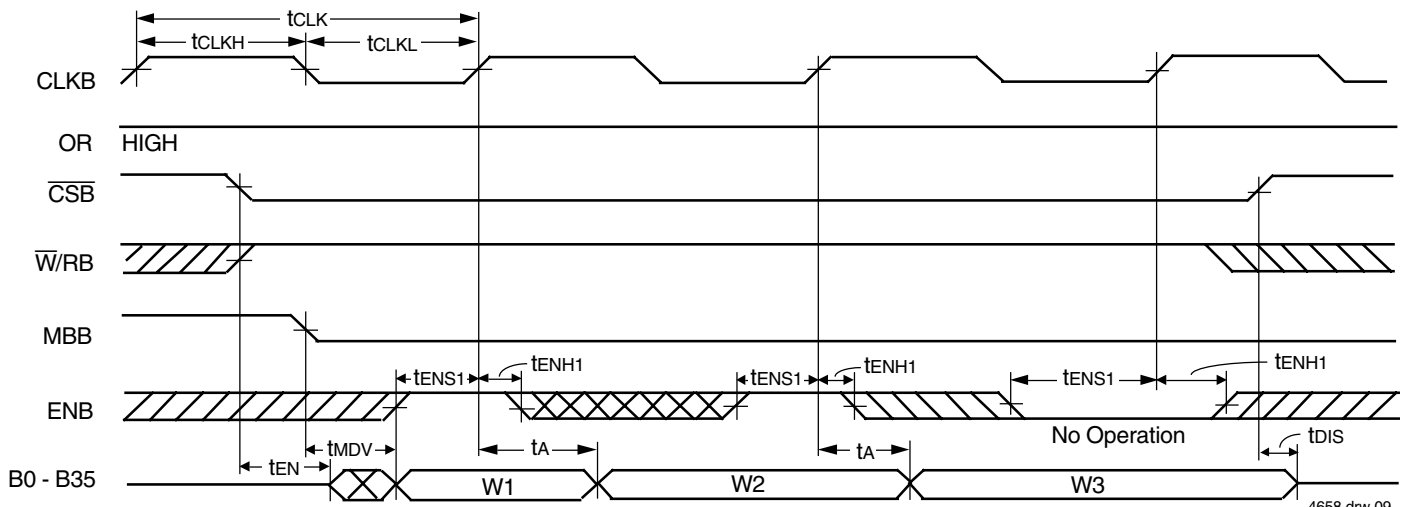 tCLK
tCLKH tCLKL
CLKB
OR HIGH
CSB
W/RB
MBB
tENS1 tENH1 tENS1 tENH1 tENS1 tENH1
ENB
No Operation
tEN tMDV tA tA tDIS
B0 - B35 W1 W2 W3
4658 drw 09